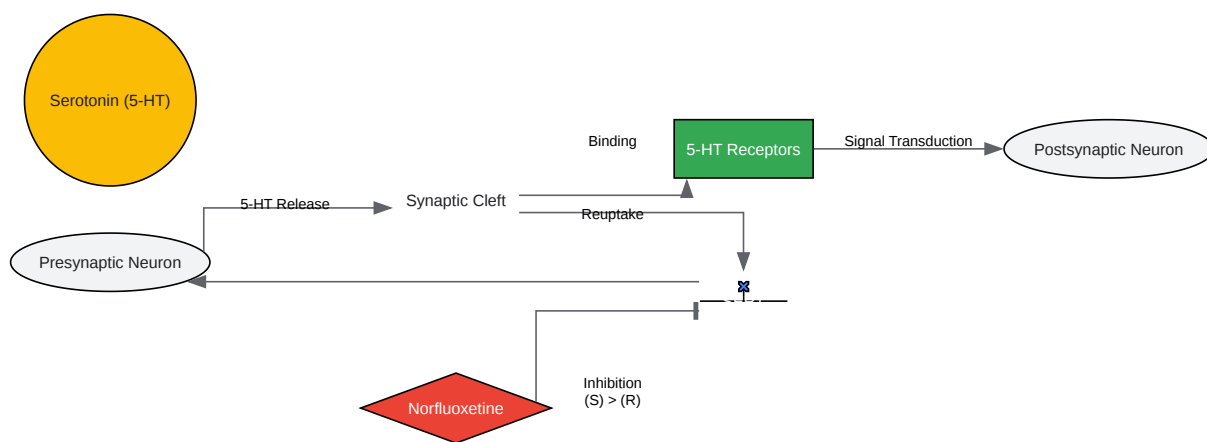 Serotonin (5-HT)
Binding
5-HT Receptors
Signal Transduction
Postsynaptic Neuron
5-HT Release
Synaptic Cleft
Reuptake
Presynaptic Neuron
Norfluoxetine
Inhibition
(S) > (R)